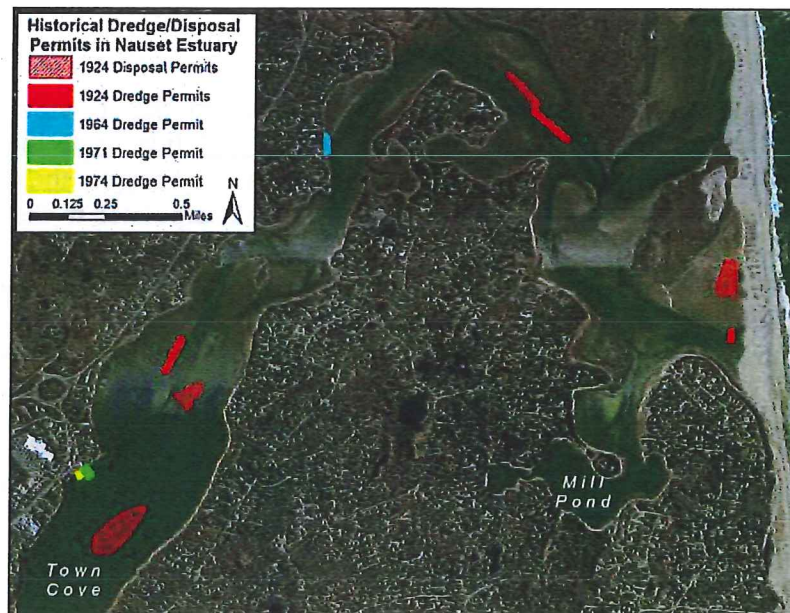 Historical Dredge/Disposal
Permits in Nauset Estuary
1924 Disposal Permits
1924 Dredge Permits
1964 Dredge Permit
1971 Dredge Permit
1974 Dredge Permit
N
0 0.125 0.25 0.5
Miles
Mill
Pond
Town
Cove